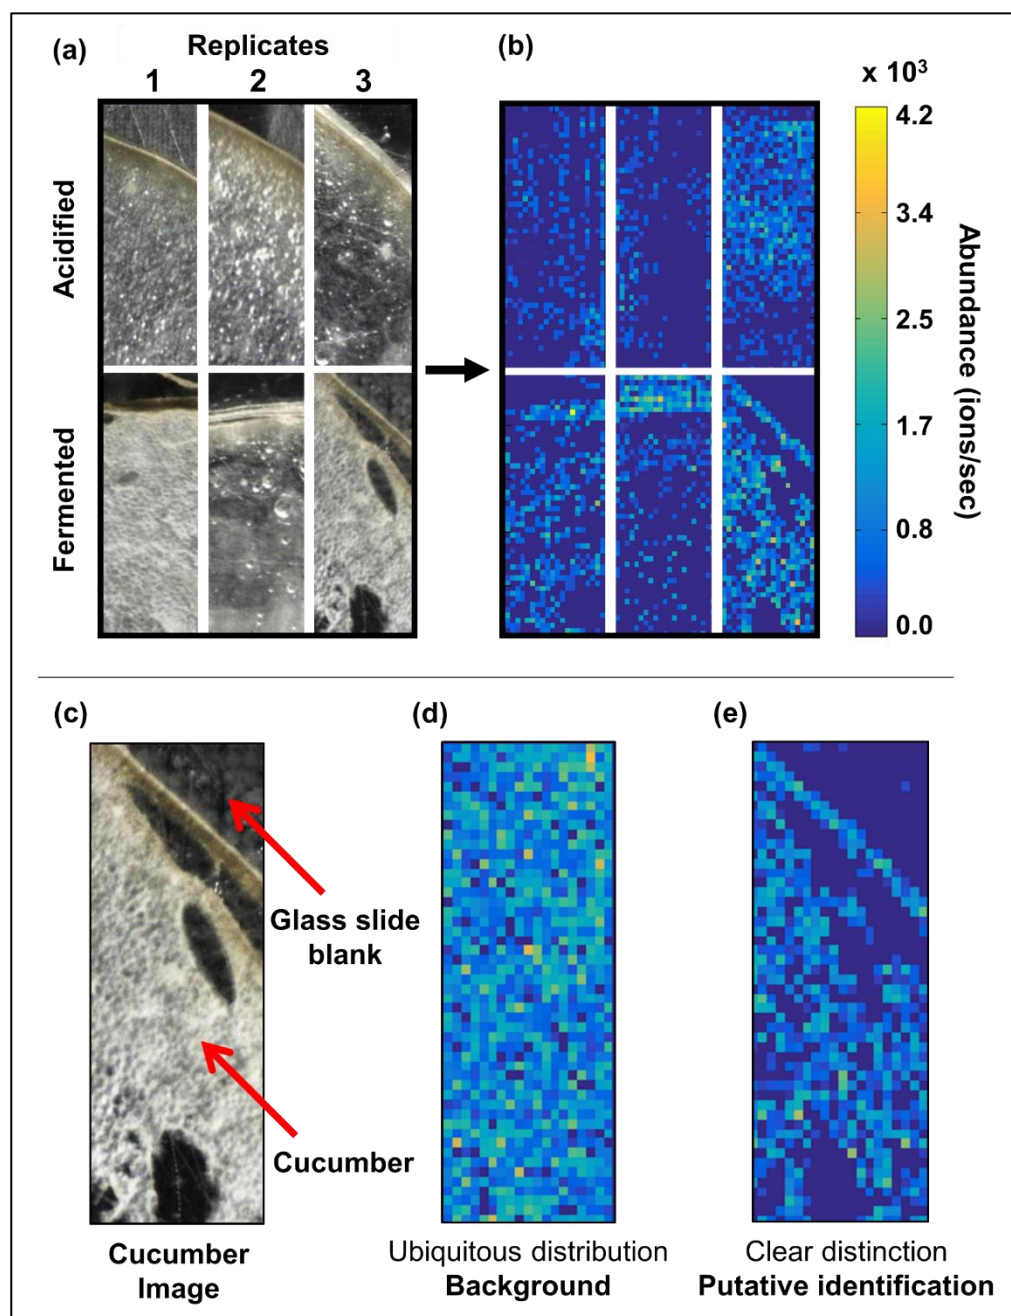 (a)
Replicates
1 2 3
Acidified
Fermented
(b)
x 10³
4.2
3.4
2.5
1.7
0.8
0.0
Abundance (ions/sec)
(c)
Glass slide
blank
Cucumber
Cucumber
Image
(d)
Ubiquitous distribution
Background
(e)
Clear distinction
Putative identification